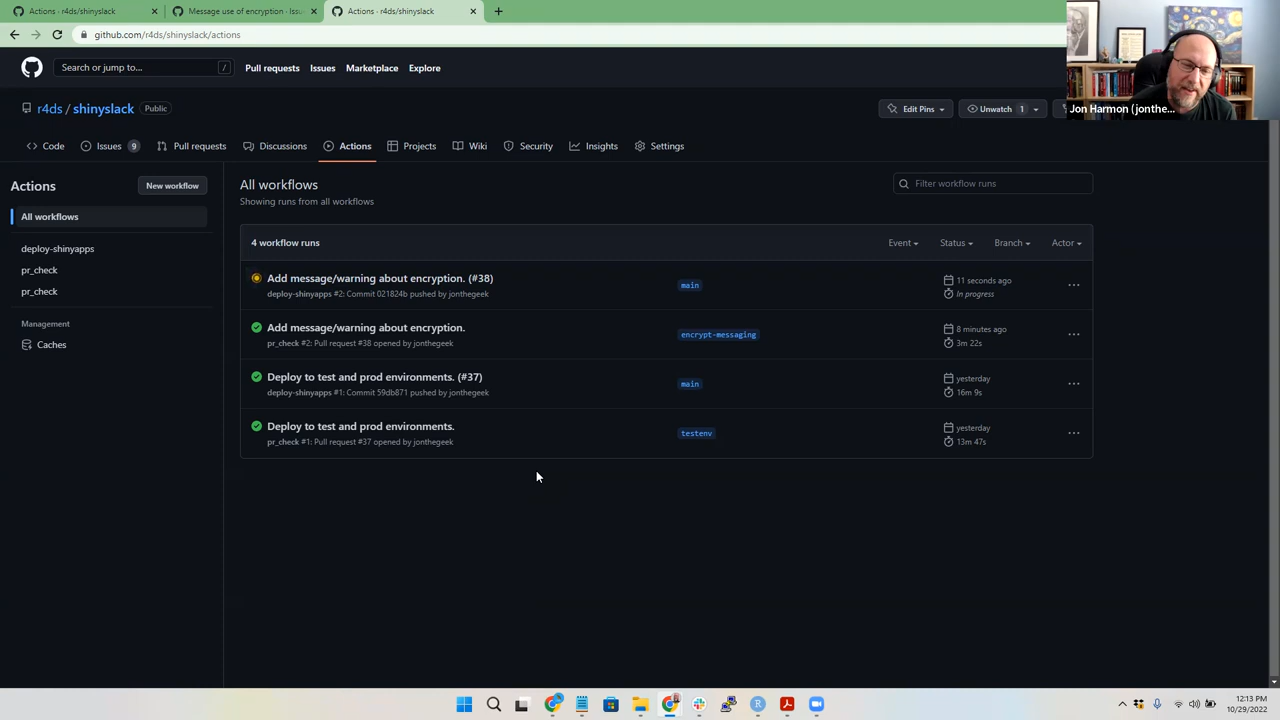 Actions · r4ds/shinyslack
Message use of encryption · Issu
Actions · r4ds/shinyslack
github.com/r4ds/shinyslack/actions
Search or jump to...
/
Pull requests
Issues
Marketplace
Explor
Jon Harmon (jonthe...
r4ds / shinyslack
Public
Edit Pins
Unwatch 1
Code
Issues 9
Pull requests
Discussions
Actions
Projects
Wiki
Security
Insights
Settings
Actions
New workflow
All workflows
deploy-shinyapps
pr_check
pr_check
Management
Caches
All workflows
Showing runs from all workflows
Filter workflow runs
4 workflow runs
Event
Status
Branch
Actor
Add message/warning about encryption. (#38)
deploy-shinyapps #2: Commit 021824b pushed by jonthegeek
main
11 seconds ago
In progress
Add message/warning about encryption.
pr_check #2: Pull request #38 opened by jonthegeek
encrypt-messaging
8 minutes ago
3m 22s
Deploy to test and prod environments. (#37)
deploy-shinyapps #1: Commit 59db871 pushed by jonthegeek
main
yesterday
16m 9s
Deploy to test and prod environments.
pr_check #1: Pull request #37 opened by jonthegeek
testenv
yesterday
13m 47s
12:13 PM
10/29/2022